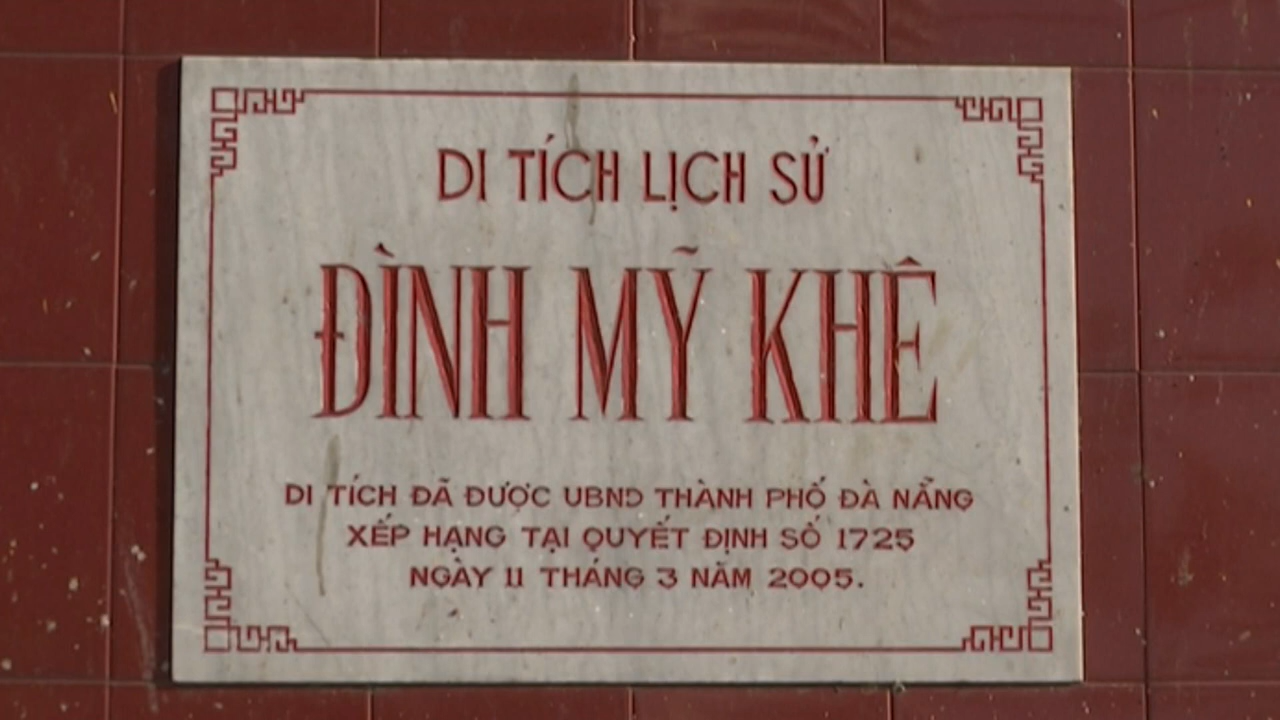 DI TÍCH LỊCH SỬ
ĐÌNH MỸ KHÊ
DI TÍCH ĐÃ ĐƯỢC UBND THÀNH PHỐ ĐÀ NẴNG
XẾP HẠNG TẠI QUYẾT ĐỊNH SỐ 1725
NGÀY 11 THÁNG 3 NĂM 2005.